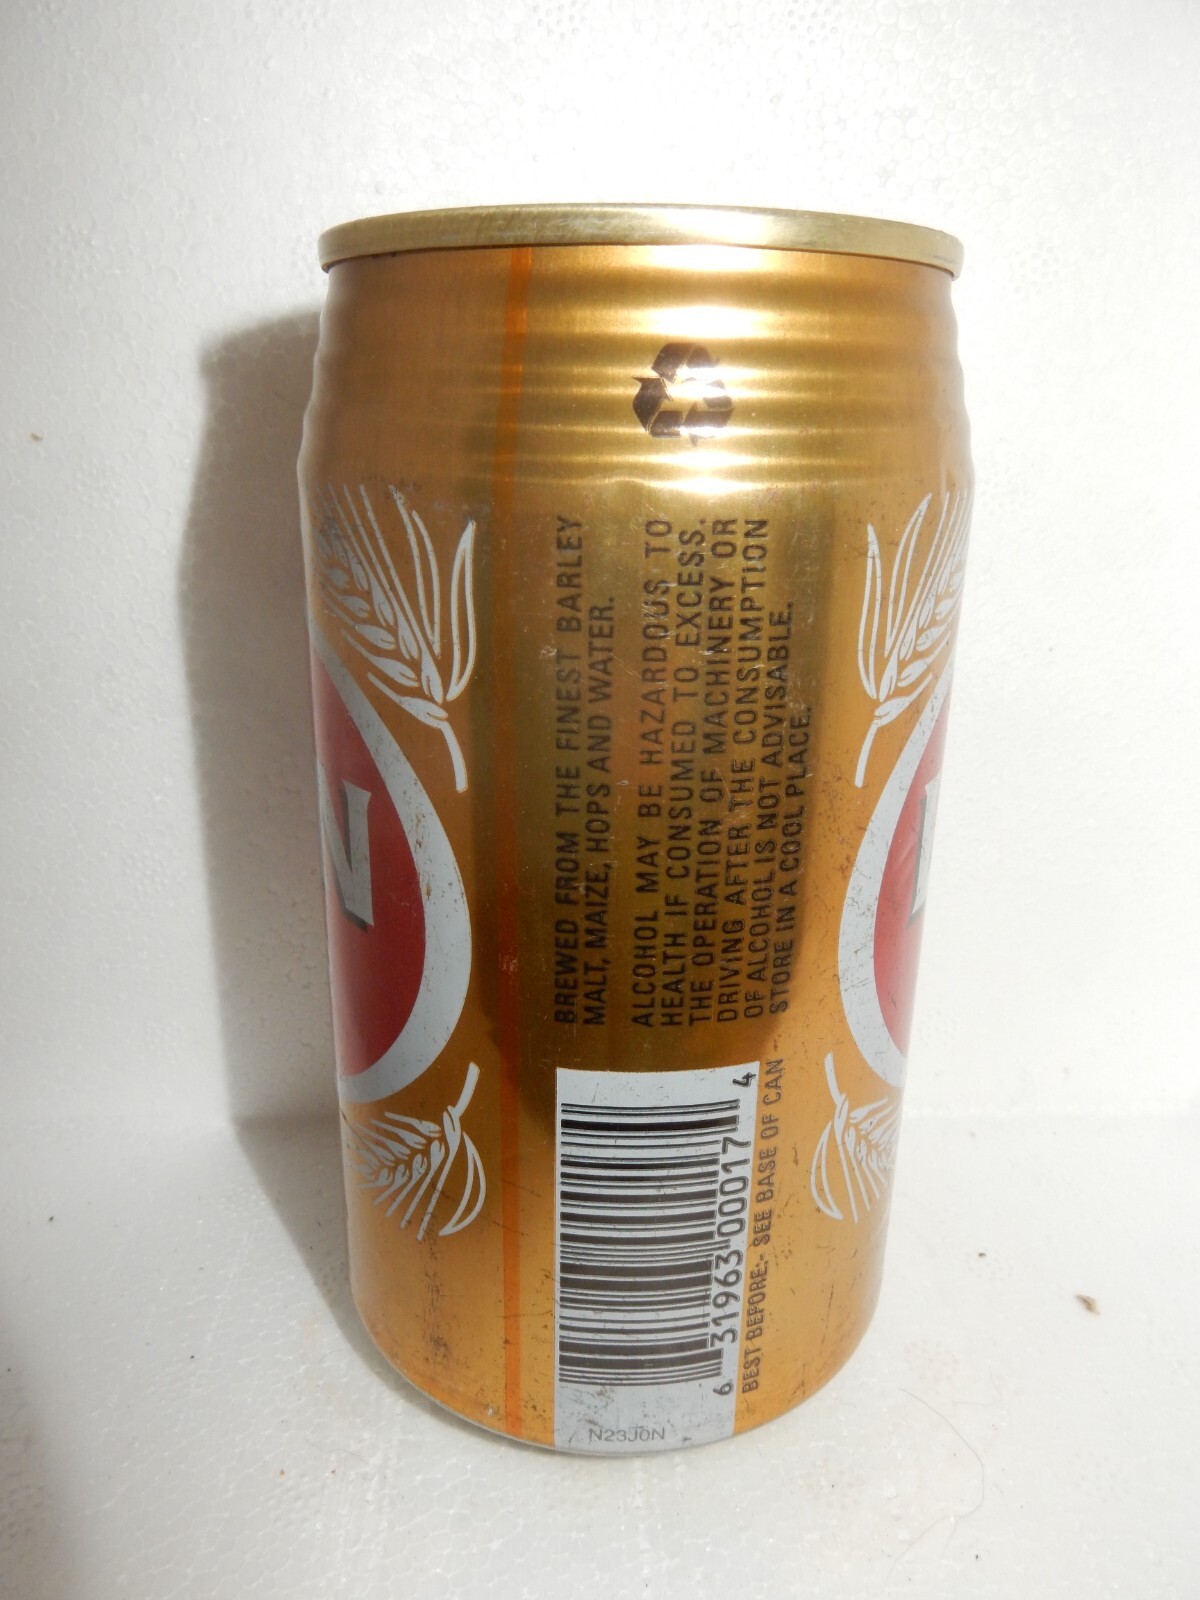 BREWED FROM THE FINEST BARLEY
MALT, MAIZE, HOPS AND WATER.
ALCOHOL MAY BE HAZARDOUS TO
HEALTH IF CONSUMED TO EXCESS.
THE OPERATION OF MACHINERY OR
DRIVING AFTER THE CONSUMPTION
OF ALCOHOL IS NOT ADVISABLE.
STORE IN A COOL PLACE.
BEST BEFORE:- SEE BASE OF CAN
6 31963 00017 4
N23J0N
N